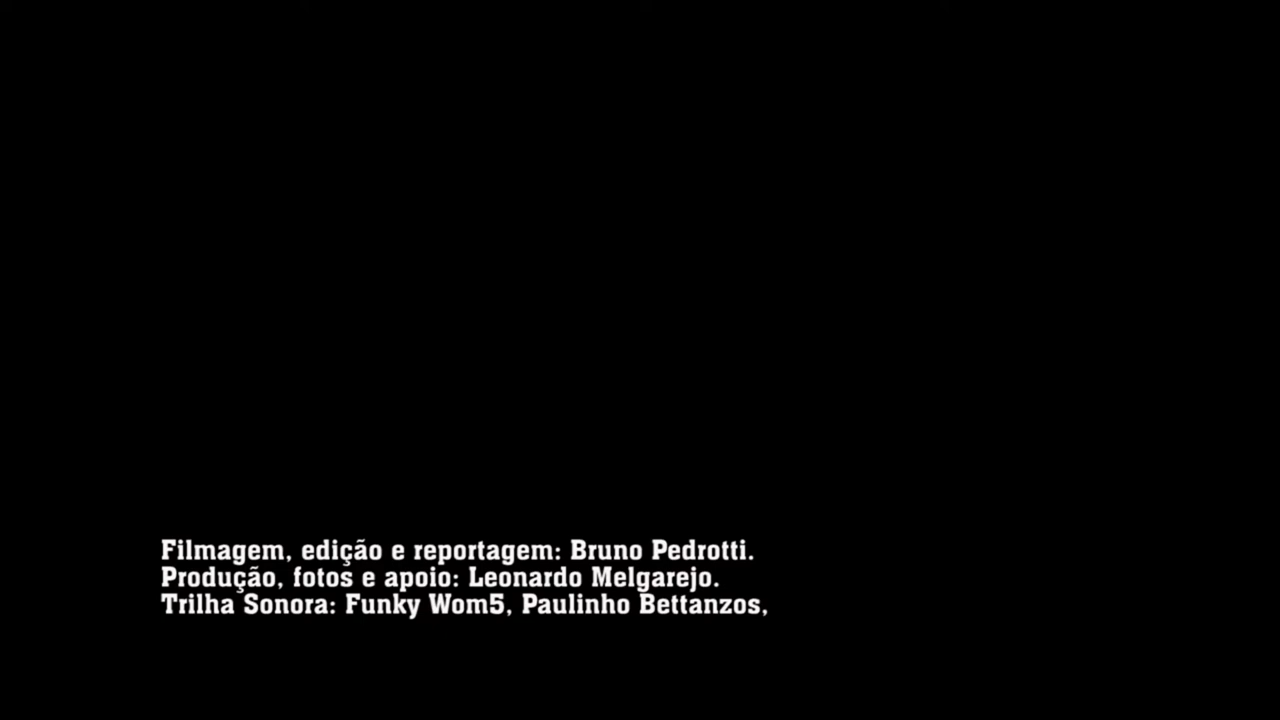 Filmagem, edição e reportagem: Bruno Pedrotti.
Produção, fotos e apoio: Leonardo Melgarejo.
Trilha Sonora: Funky Wom5, Paulinho Bettanzos,